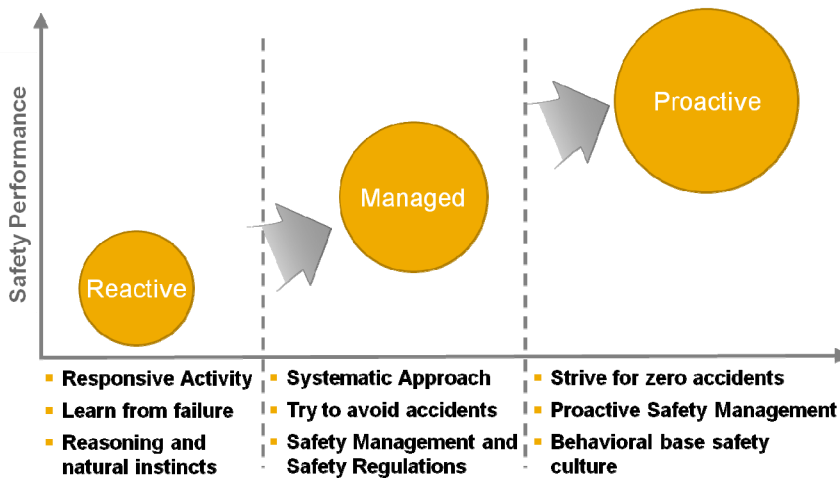 Safety Performance
Reactive
Managed
Proactive
Responsive Activity
Learn from failure
Reasoning and
natural instincts
Systematic Approach
Try to avoid accidents
Safety Management and
Safety Regulations
Strive for zero accidents
Proactive Safety Management
Behavioral base safety
culture